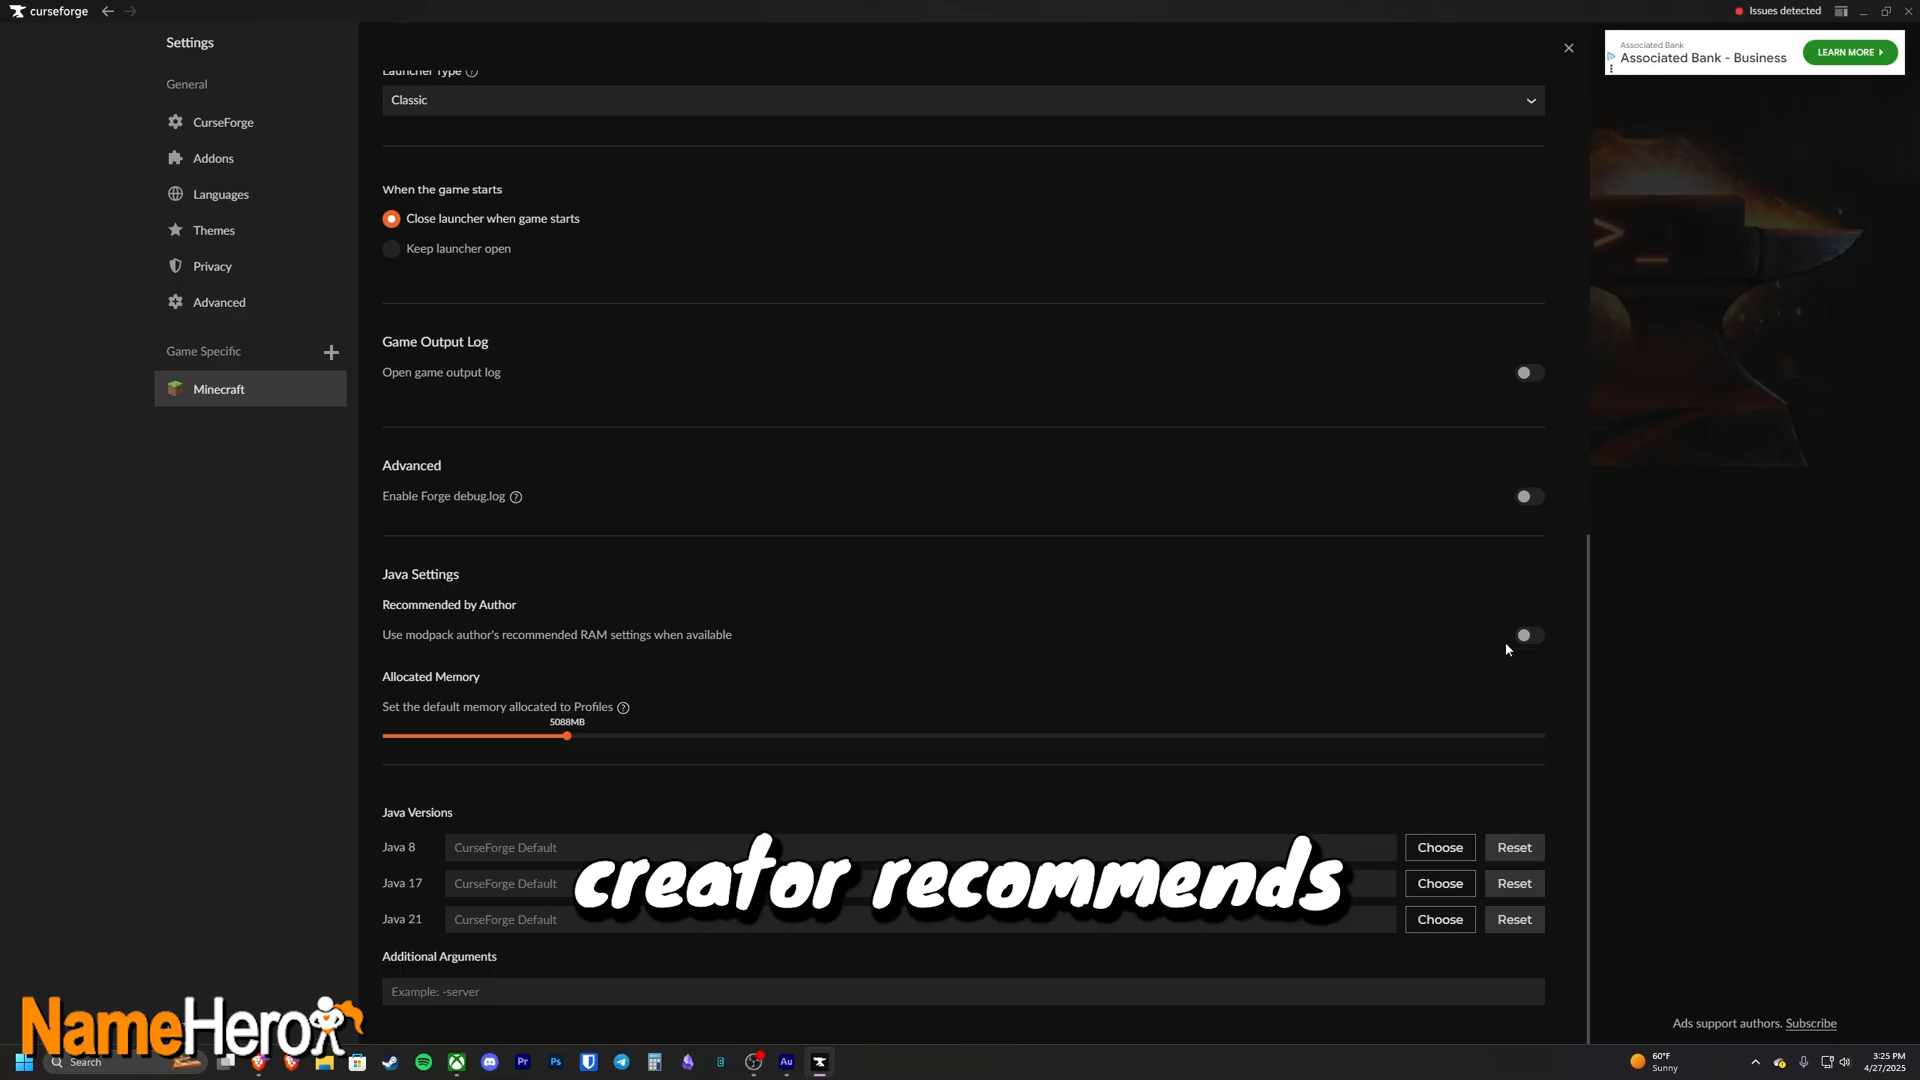 curseforge
Issues detected
Settings
General
CurseForge
Addons
Languages
Themes
Privacy
Advanced
Game Specific
Minecraft
Launcher Type
Classic
When the game starts
Close launcher when game starts
Keep launcher open
Game Output Log
Open game output log
Advanced
Enable Forge debug.log
Java Settings
Recommended by Author
Use modpack author's recommended RAM settings when available
Allocated Memory
Set the default memory allocated to Profiles
5088MB
Java Versions
Java 8 CurseForge Default Choose Reset
Java 17 CurseForge Default Choose Reset
Java 21 CurseForge Default Choose Reset
creator recommends
Additional Arguments
Example: -server
Associated Bank
Associated Bank - Business
LEARN MORE
Ads support authors. Subscribe
NameHero
Search
Pr
Ps
Au
60°F
Sunny
3:25 PM
4/27/2025